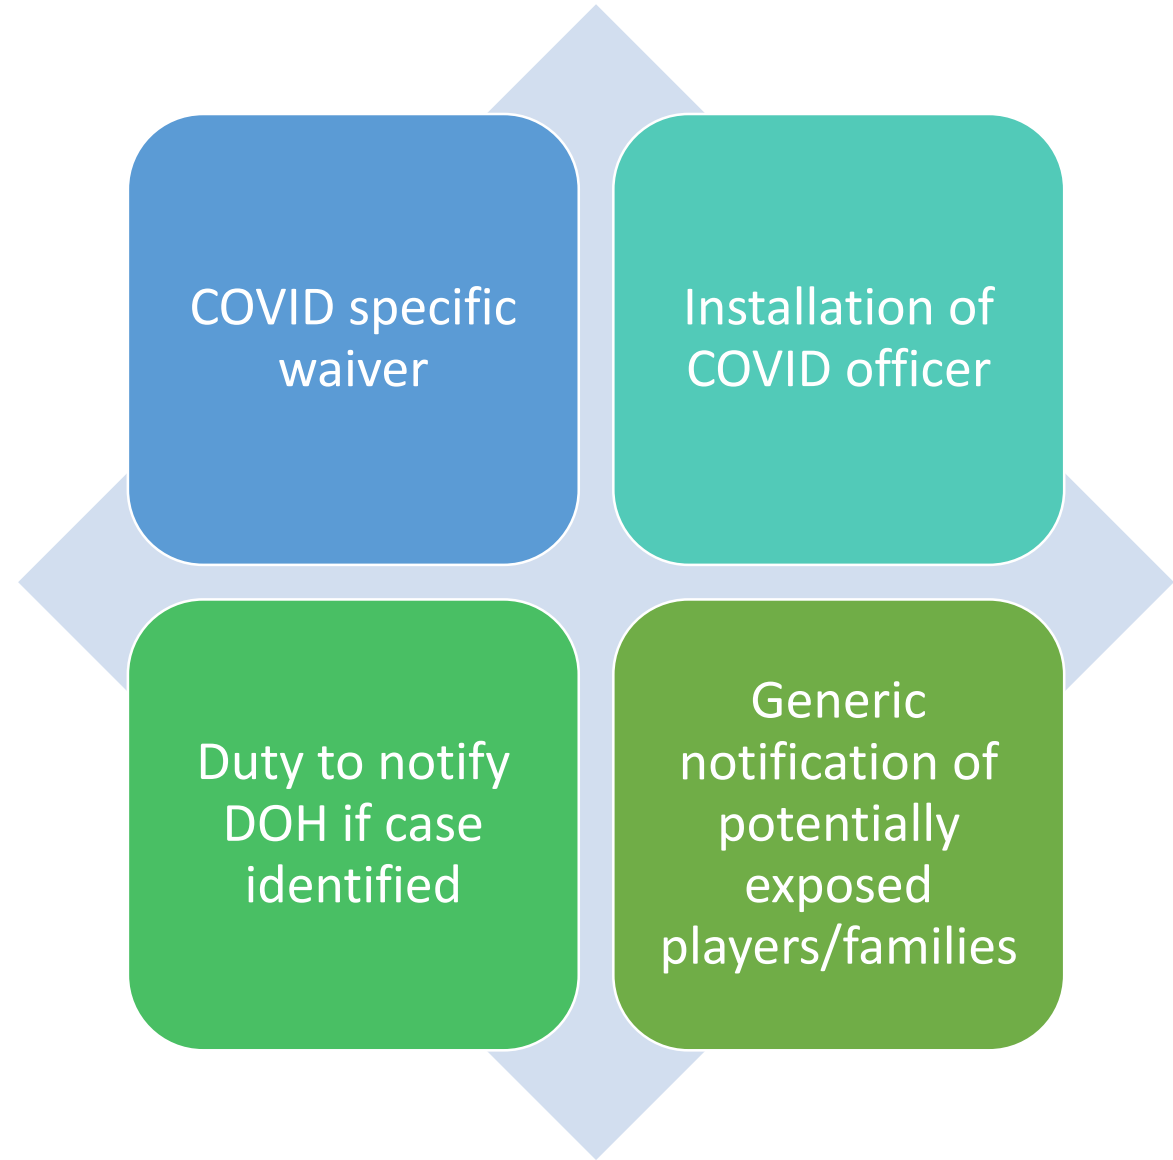 COVID specific
waiver
Installation of
COVID officer
Duty to notify
DOH if case
identified
Generic
notification of
potentially
exposed
players/families